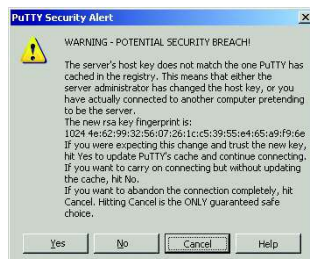 PuTTY Security Alert
WARNING - POTENTIAL SECURITY BREACH!
The server's host key does not match the one PuTTY has
cached in the registry. This means that either the
server administrator has changed the host key, or you
have actually connected to another computer pretending
to be the server.
The new rsa key fingerprint is:
1024 4e:62:99:32:56:07:26:1c:c5:39:55:e4:65:a9:f9:6e
If you were expecting this change and trust the new key,
hit Yes to update PuTTY's cache and continue connecting.
If you want to carry on connecting but without updating
the cache, hit No.
If you want to abandon the connection completely, hit
Cancel. Hitting Cancel is the ONLY guaranteed safe
choice.
Yes No Cancel Help